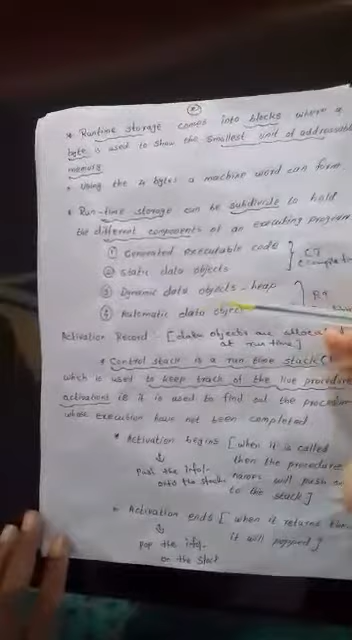 * Runtime storage comes into blocks where a
byte is used to show the smallest unit of addressable
memory
* Using the 4 bytes a machine word can form.
* Run-time storage can be subdivide to hold
the different components of an executing program
① Generated executable code
② Static data objects
CT
③ Dynamic data objects - heap
④ Automatic data object
RT
Activation Record: [data objects are allocated
at run time]
* Control stack is a run time stack
which is used to keep track of the live procedure
activations i.e it is used to find out the procedures
whose execution have not been completed
* Activation begins [when it is called
then the procedure
names will push on
to the stack]
↓
push the info.
onto the stack
* Activation ends [when it returns then
it will popped]
↓
pop the info.
on the stack